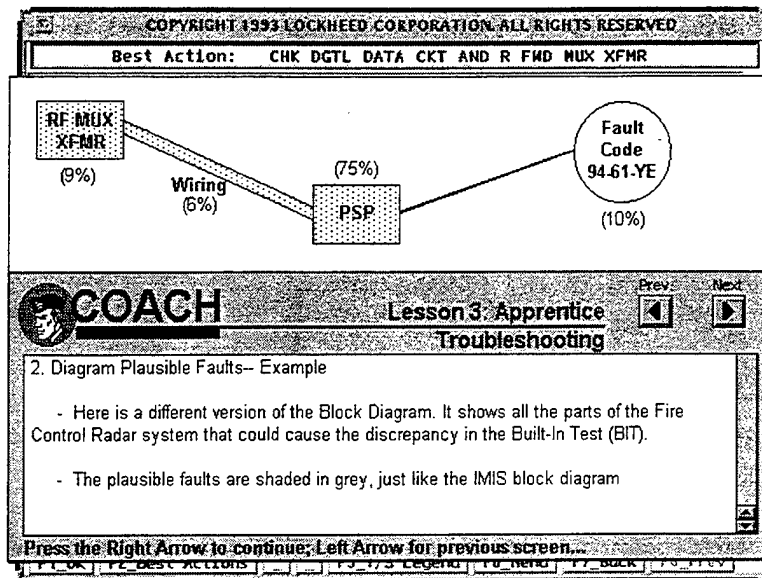 COPYRIGHT 1993 LOCKHEED CORPORATION. ALL RIGHTS RESERVED
Best Action: CHK DGTL DATA CKT AND R FWD MUX XFMR
RF MUX
XFMR
(9%)
Wiring
(6%)
(75%)
PSP
Fault
Code
94-61-YE
(10%)
COACH
Lesson 3: Apprentice
Troubleshooting
Prev
Next
2. Diagram Plausible Faults-- Example
- Here is a different version of the Block Diagram. It shows all the parts of the Fire
Control Radar system that could cause the discrepancy in the Built-In Test (BIT).
- The plausible faults are shaded in grey, just like the IMIS block diagram
Press the Right Arrow to continue; Left Arrow for previous screen...